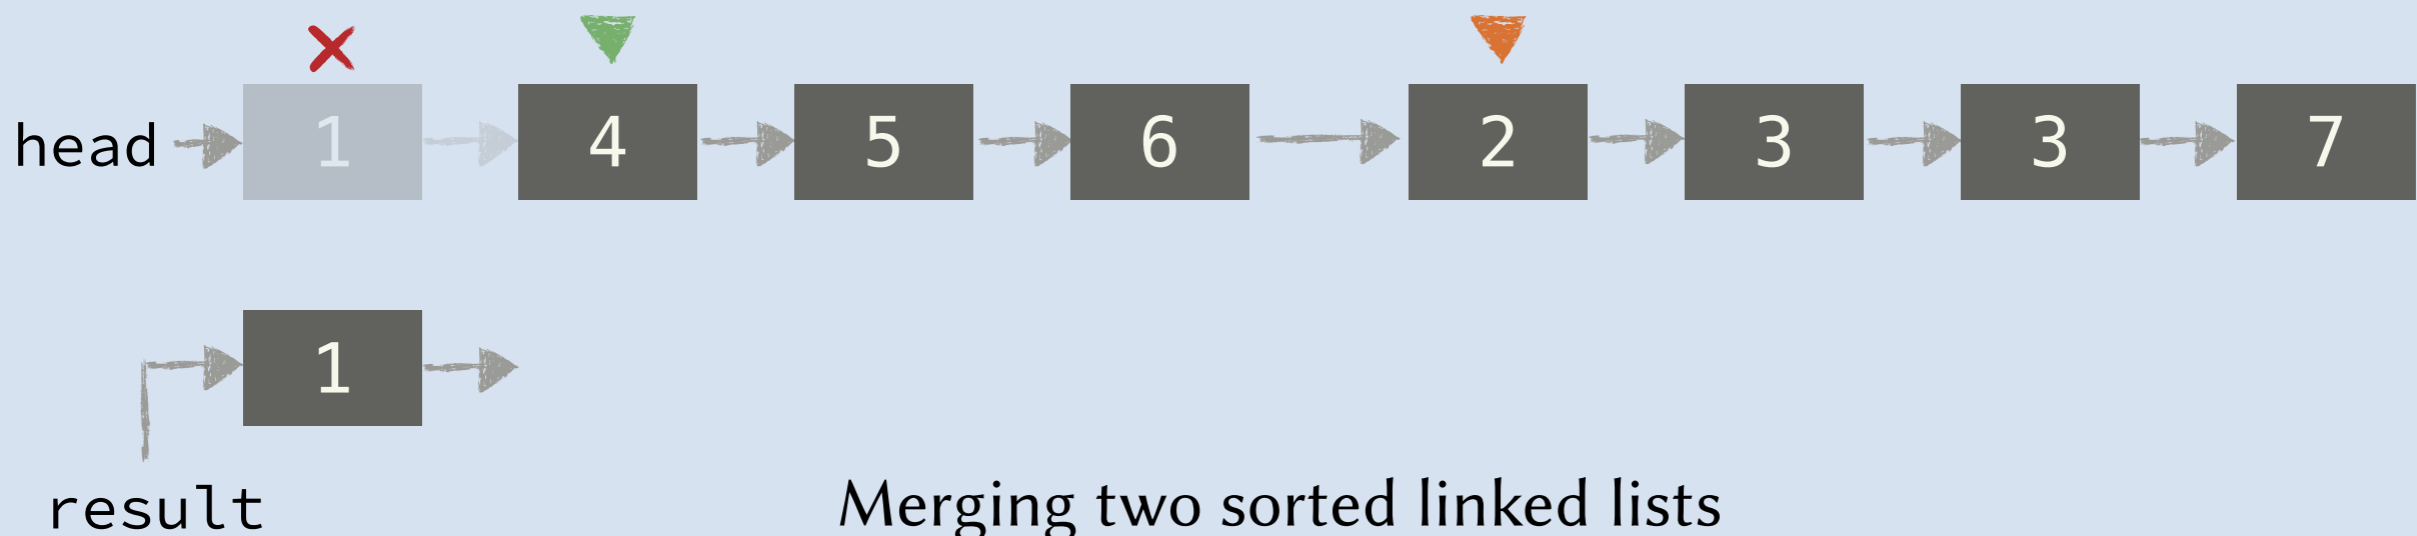 head 1 4 5 6 2 3 3 7
1
result
Merging two sorted linked lists